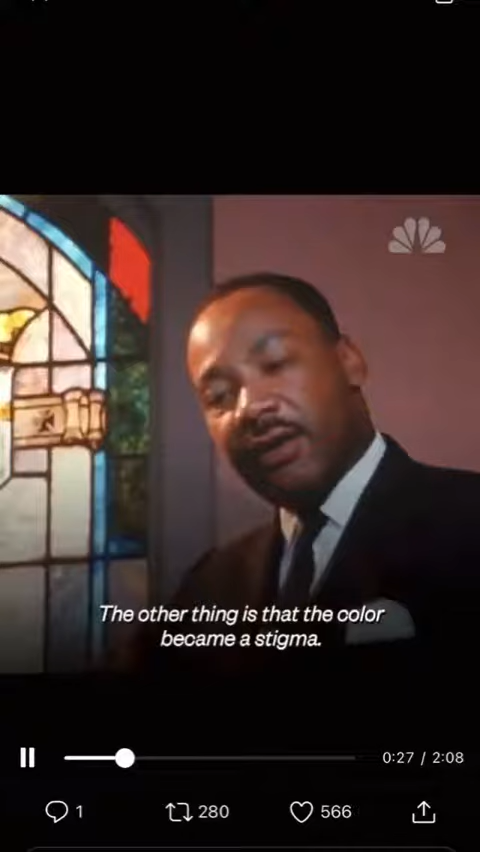 The other thing is that the color
became a stigma.
0:27 / 2:08
1
280
566